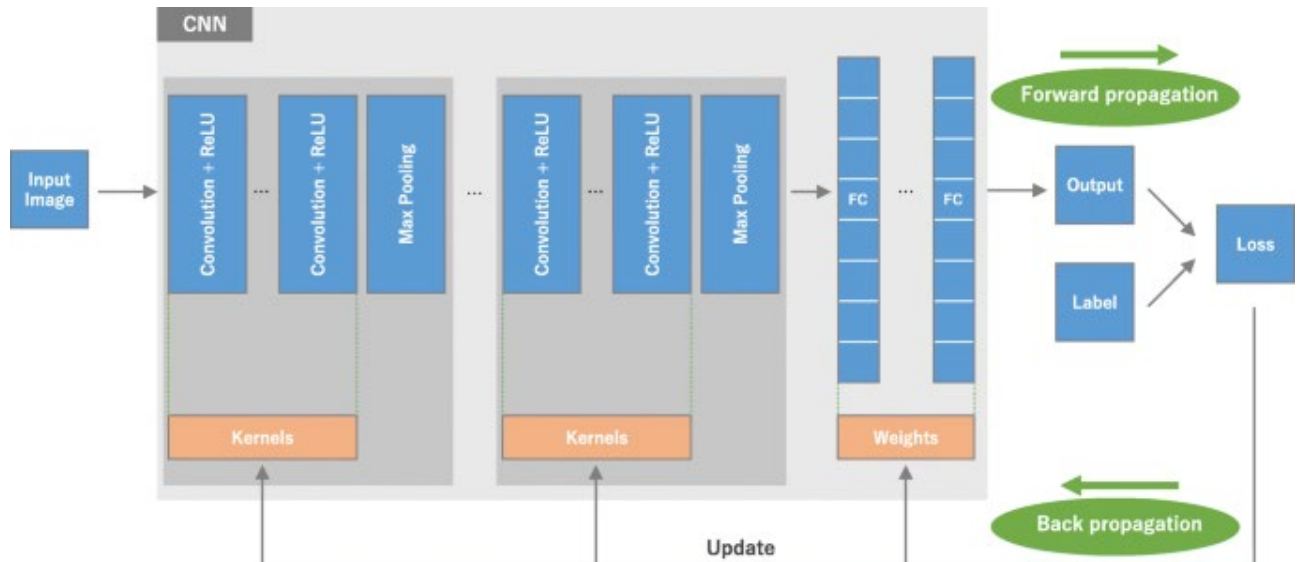 CNN
Forward propagation
Input
Image
Convolution + ReLU
...
Convolution + ReLU
Max Pooling
...
Convolution + ReLU
...
Convolution + ReLU
Max Pooling
FC
...
FC
Output
Label
Loss
Kernels
Kernels
Weights
Back propagation
Update